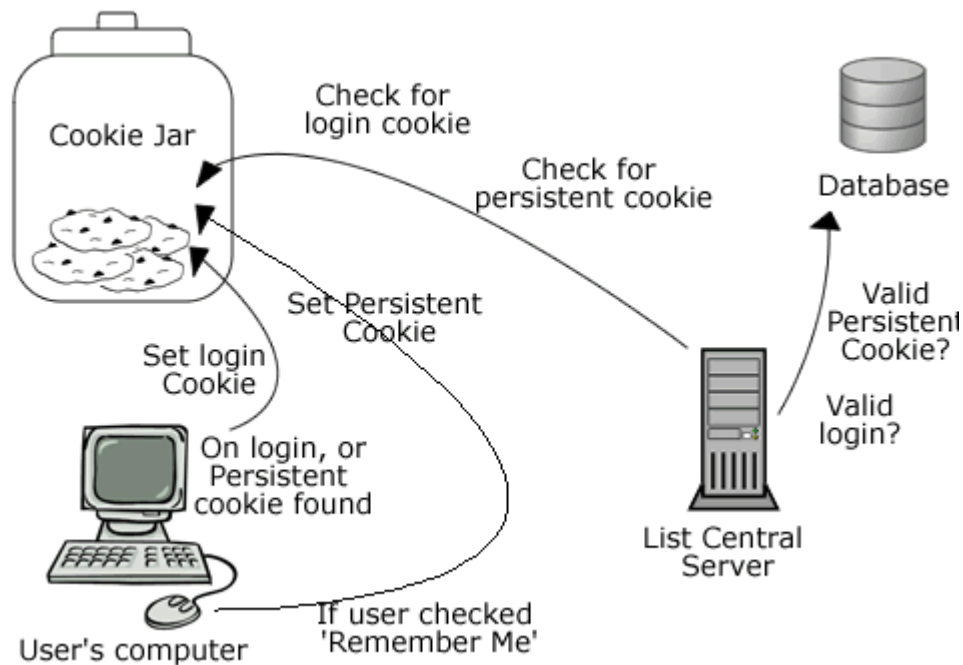 Cookie Jar
Check for
login cookie
Check for
persistent cookie
Database
Set Persistent
Cookie
Valid
Persistent
Cookie?
Set login
Cookie
Valid
login?
On login, or
Persistent
cookie found
List Central
Server
If user checked
'Remember Me'
User's computer